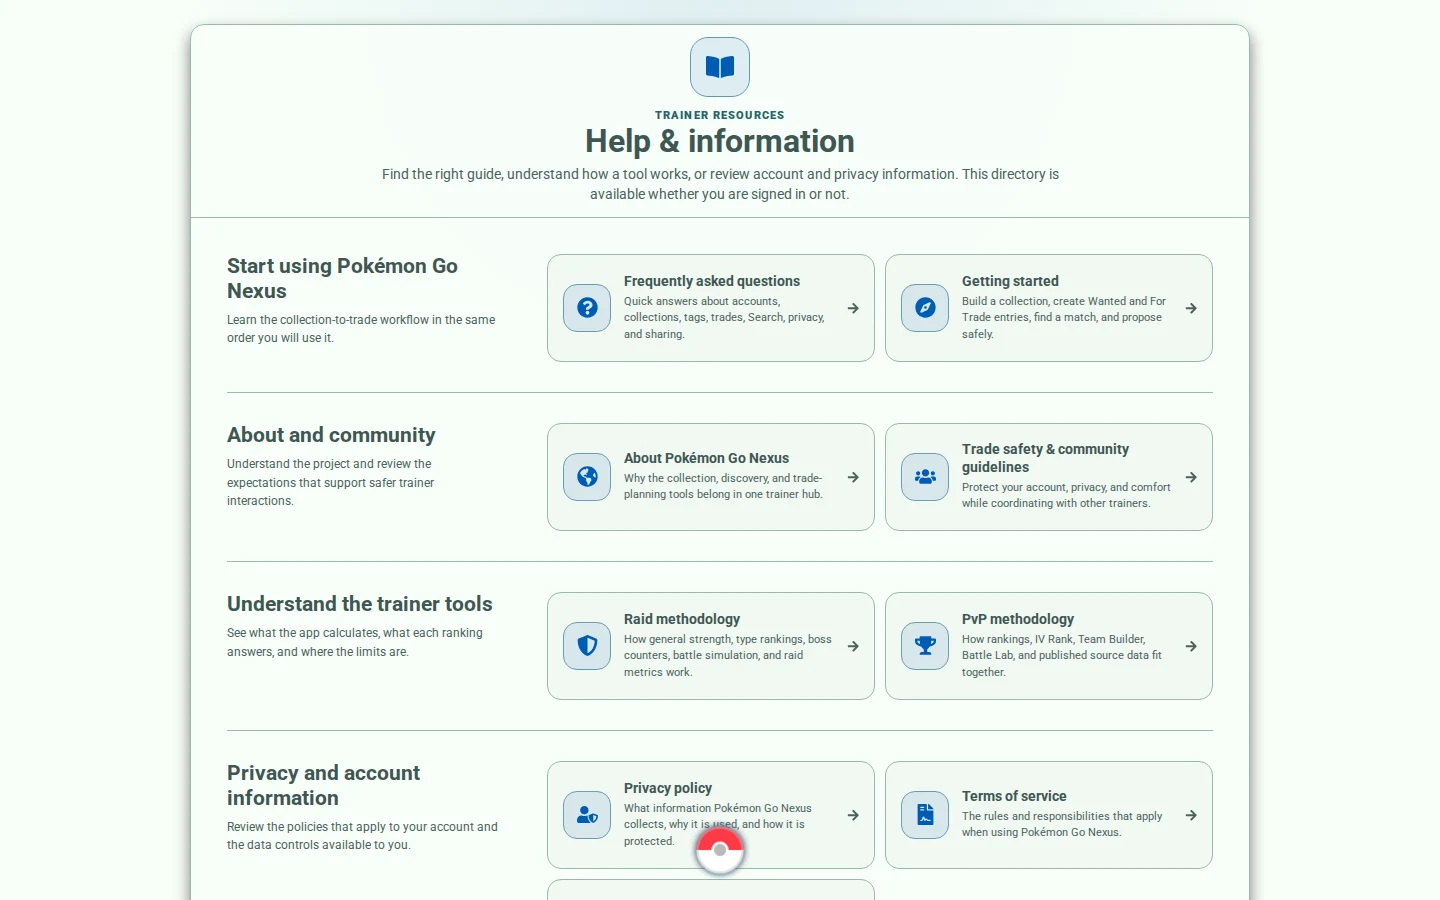 TRAINER RESOURCES
Help & information
Find the right guide, understand how a tool works, or review account and privacy information. This directory is
available whether you are signed in or not.
Start using Pokémon Go
Nexus
Learn the collection-to-trade workflow in the same
order you will use it.
Frequently asked questions
Quick answers about accounts,
collections, tags, trades, Search, privacy,
and sharing.
Getting started
Build a collection, create Wanted and For
Trade entries, find a match, and propose
safely.
About and community
Understand the project and review the
expectations that support safer trainer
interactions.
About Pokémon Go Nexus
Why the collection, discovery, and trade-
planning tools belong in one trainer hub.
Trade safety & community
guidelines
Protect your account, privacy, and comfort
while coordinating with other trainers.
Understand the trainer tools
See what the app calculates, what each ranking
answers, and where the limits are.
Raid methodology
How general strength, type rankings, boss
counters, battle simulation, and raid
metrics work.
PvP methodology
How rankings, IV Rank, Team Builder,
Battle Lab, and published source data fit
together.
Privacy and account
information
Review the policies that apply to your account and
the data controls available to you.
Privacy policy
What information Pokémon Go Nexus
collects, why it is used, and how it is
protected.
Terms of service
The rules and responsibilities that apply
when using Pokémon Go Nexus.